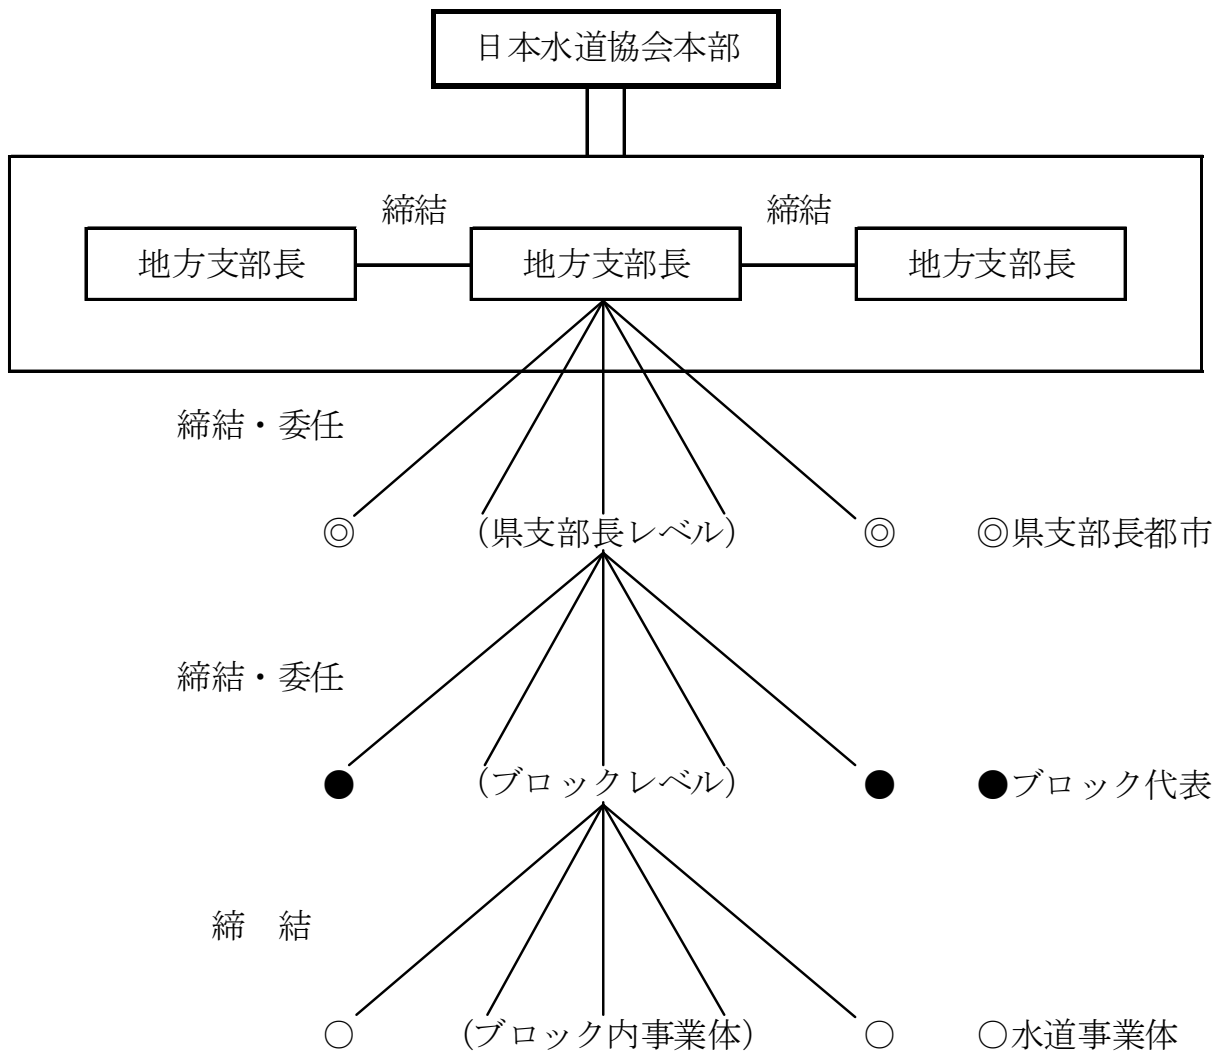 日本水道協会本部
締結 締結
地方支部長 地方支部長 地方支部長
締結・委任
◎ (県支部長レベル) ◎ ◎県支部長都市
締結・委任
● (ブロックレベル) ● ●ブロック代表
締 結
○ (ブロック内事業体) ○ ○水道事業体